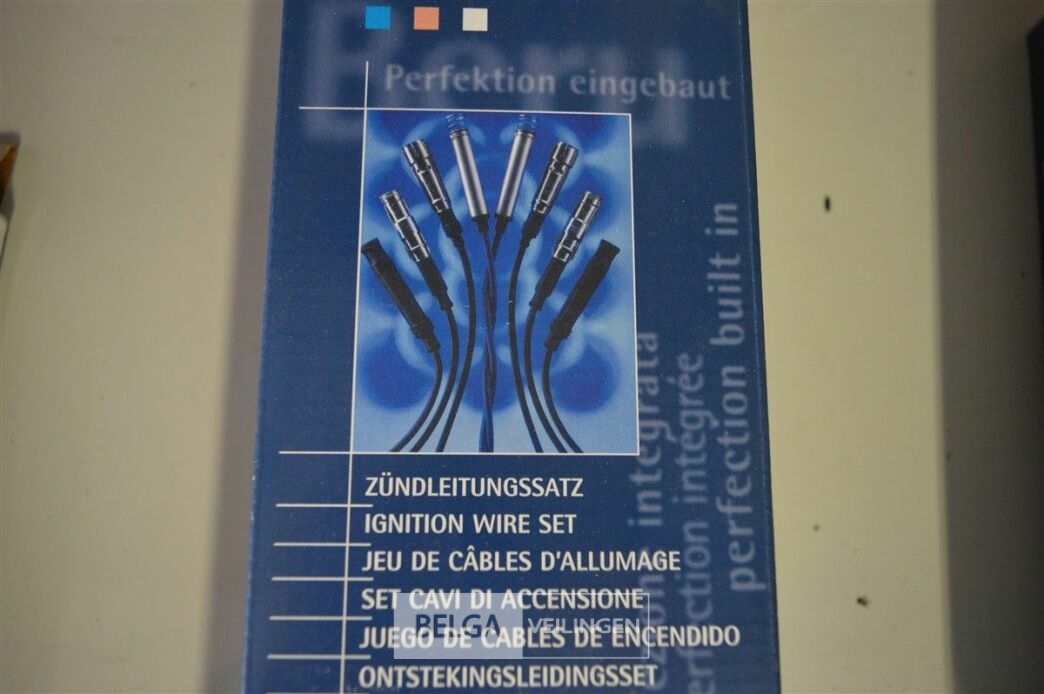 Beru
Perfektion eingebaut
ZÜNDLEITUNGSSATZ
IGNITION WIRE SET
JEU DE CÂBLES D'ALLUMAGE
SET CAVI DI ACCENSIONE
JUEGO DE CABLES DE ENCENDIDO
ONTSTEKINGSLEIDINGSSET
integrata
intégrée
perfection built in
BELGA VEILINGEN